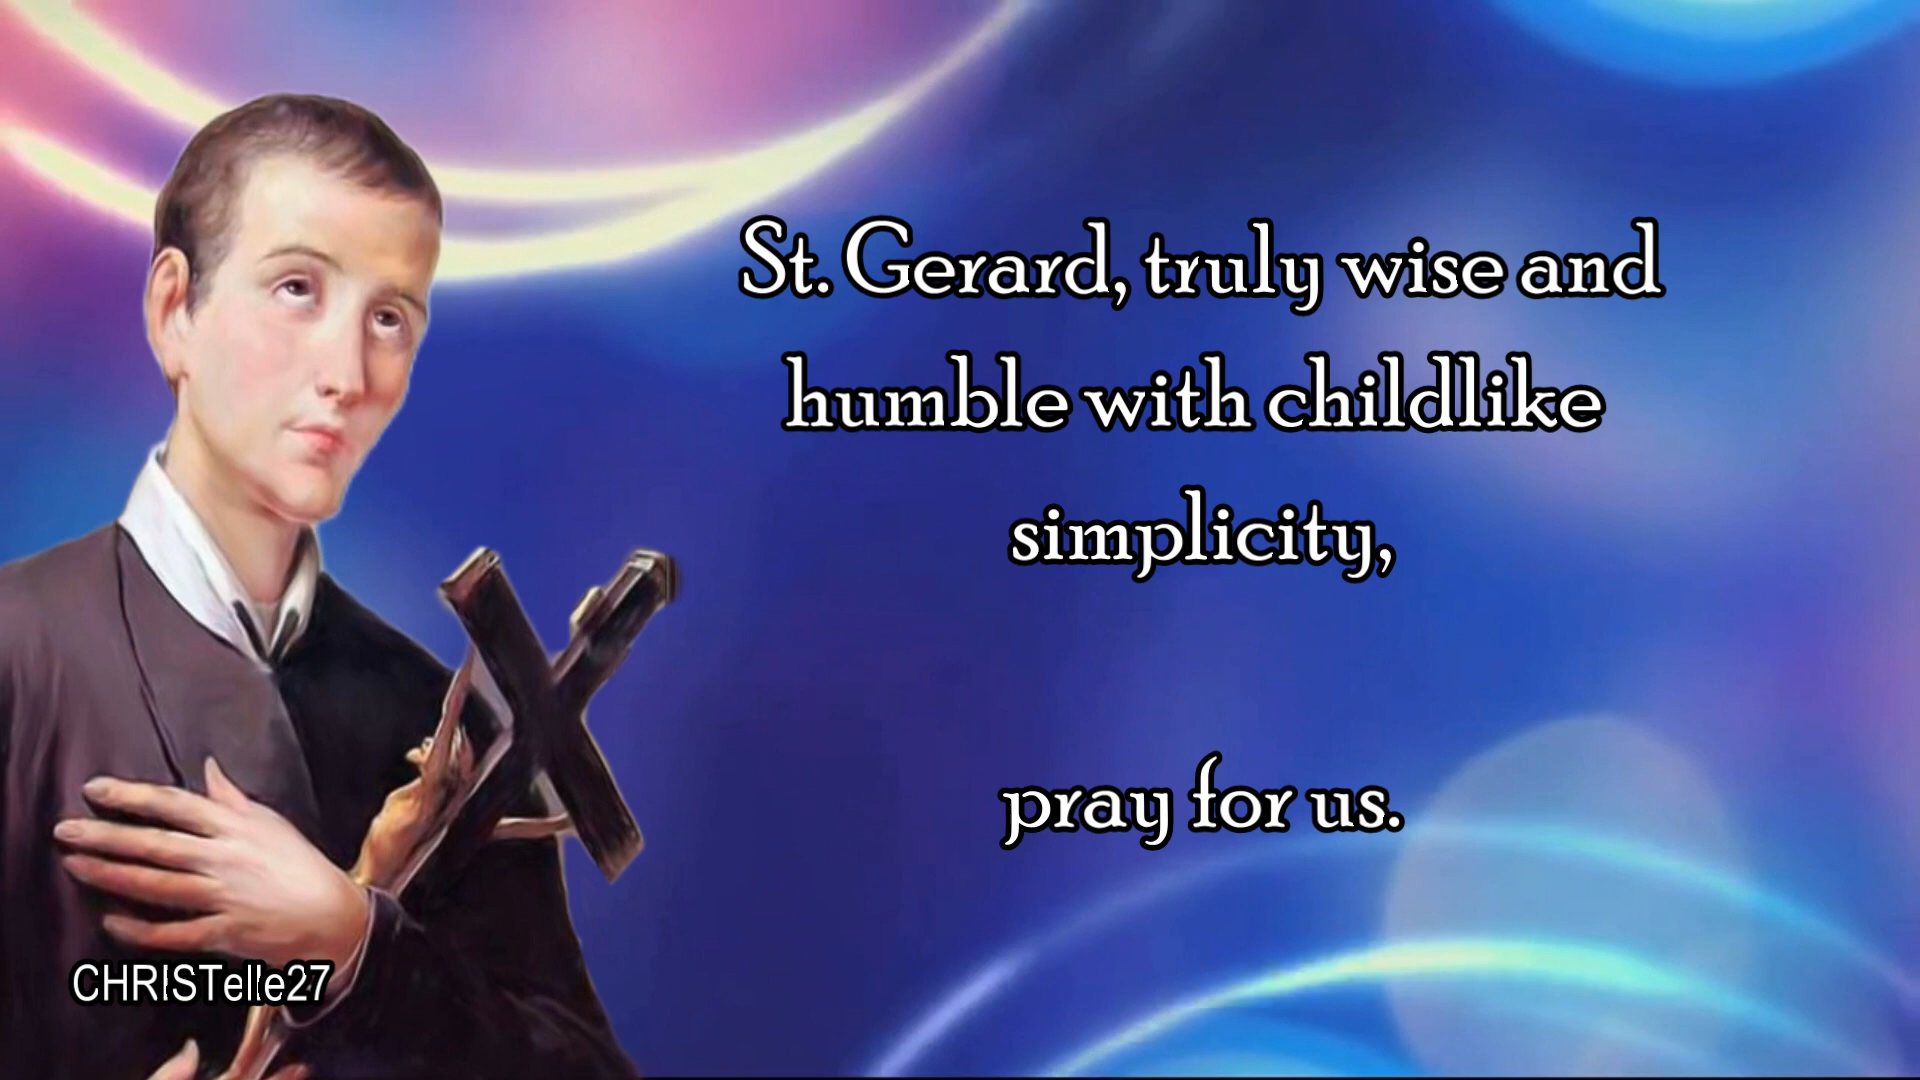 St. Gerard, truly wise and
humble with childlike
simplicity,
pray for us.
CHRISTelle27